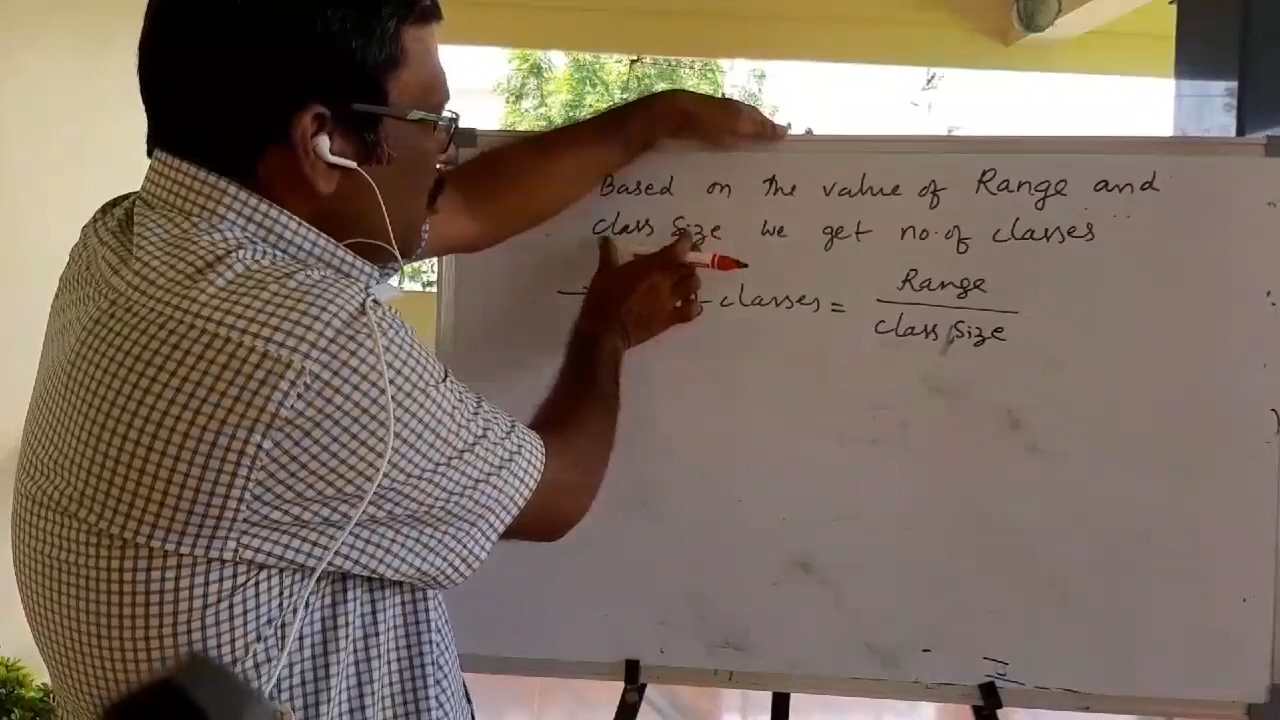 Based on the value of Range and
class Size we get no.of classes
classes = Range
class Size